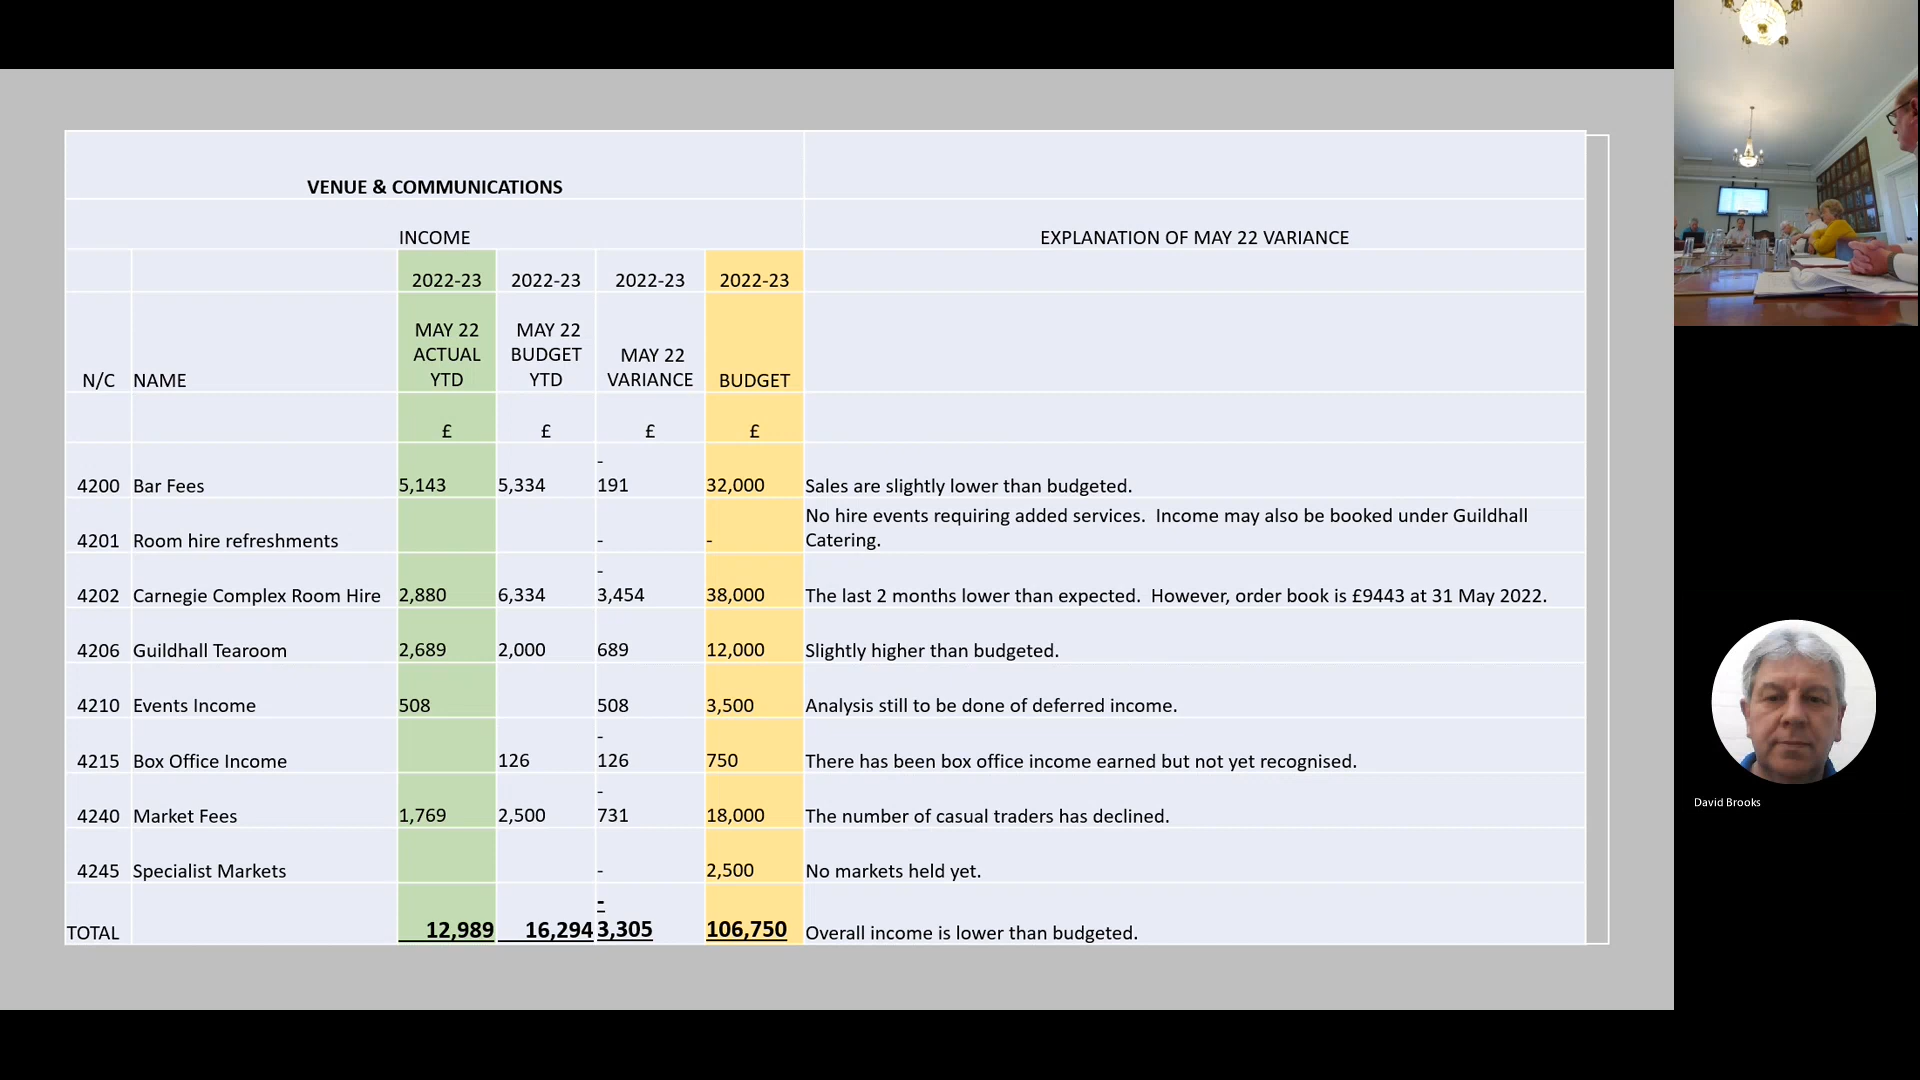 VENUE & COMMUNICATIONS
INCOME EXPLANATION OF MAY 22 VARIANCE
2022-23 2022-23 2022-23 2022-23
N/C NAME MAY 22 ACTUAL YTD MAY 22 BUDGET YTD MAY 22 VARIANCE BUDGET
£ £ £ £
4200 Bar Fees 5,143 5,334 - 191 32,000 Sales are slightly lower than budgeted.
4201 Room hire refreshments - - No hire events requiring added services. Income may also be booked under Guildhall
Catering.
4202 Carnegie Complex Room Hire 2,880 6,334 - 3,454 38,000 The last 2 months lower than expected. However, order book is £9443 at 31 May 2022.
4206 Guildhall Tearoom 2,689 2,000 689 12,000 Slightly higher than budgeted.
4210 Events Income 508 508 3,500 Analysis still to be done of deferred income.
4215 Box Office Income 126 - 126 750 There has been box office income earned but not yet recognised.
4240 Market Fees 1,769 2,500 - 731 18,000 The number of casual traders has declined.
4245 Specialist Markets - 2,500 No markets held yet.
TOTAL 12,989 16,294 - 3,305 106,750 Overall income is lower than budgeted.
David Brooks